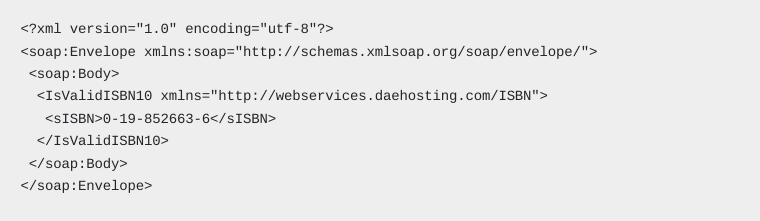 <?xml version="1.0" encoding="utf-8"?>
<soap:Envelope xmlns:soap="http://schemas.xmlsoap.org/soap/envelope/">
 <soap:Body>
  <IsValidISBN10 xmlns="http://webservices.daehosting.com/ISBN">
   <sISBN>0-19-852663-6</sISBN>
  </IsValidISBN10>
 </soap:Body>
</soap:Envelope>